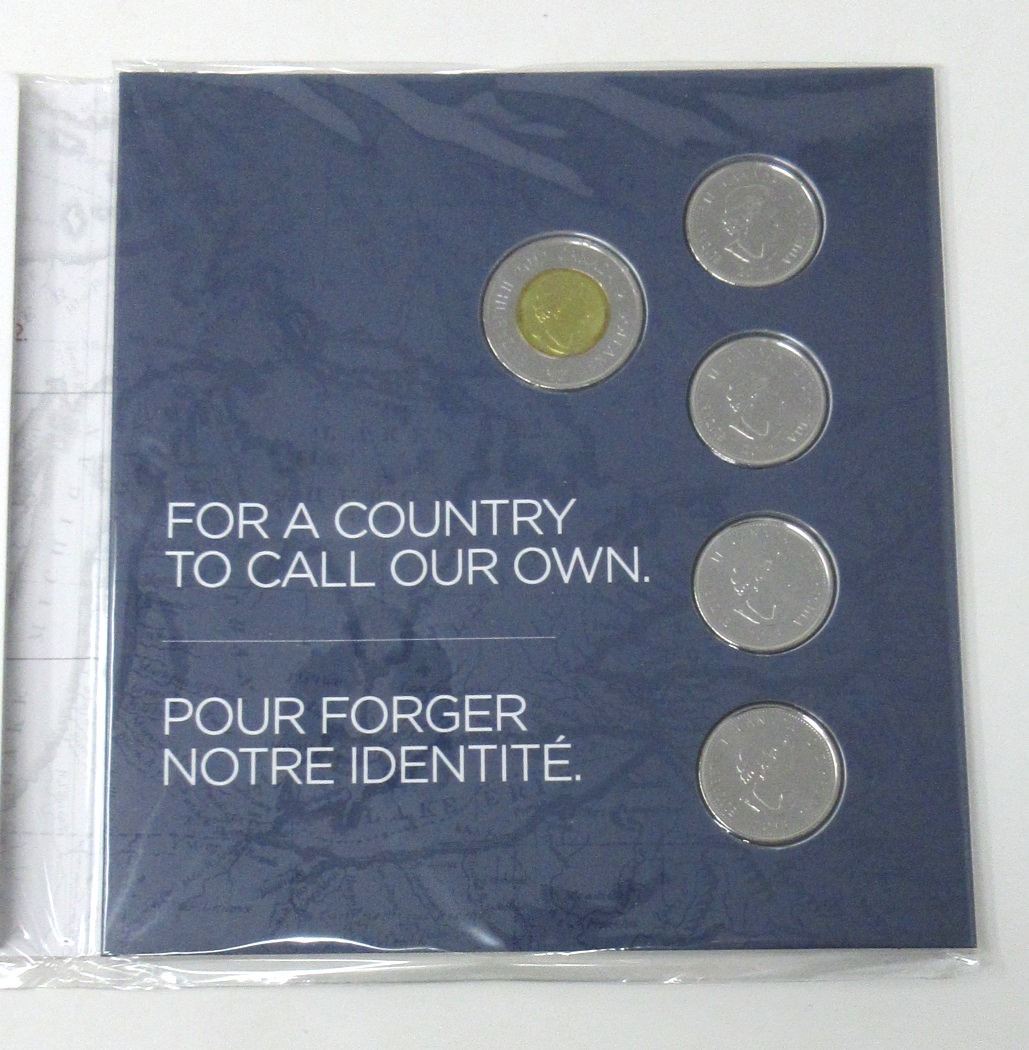 FOR A COUNTRY
TO CALL OUR OWN.
POUR FORGER
NOTRE IDENTITÉ.